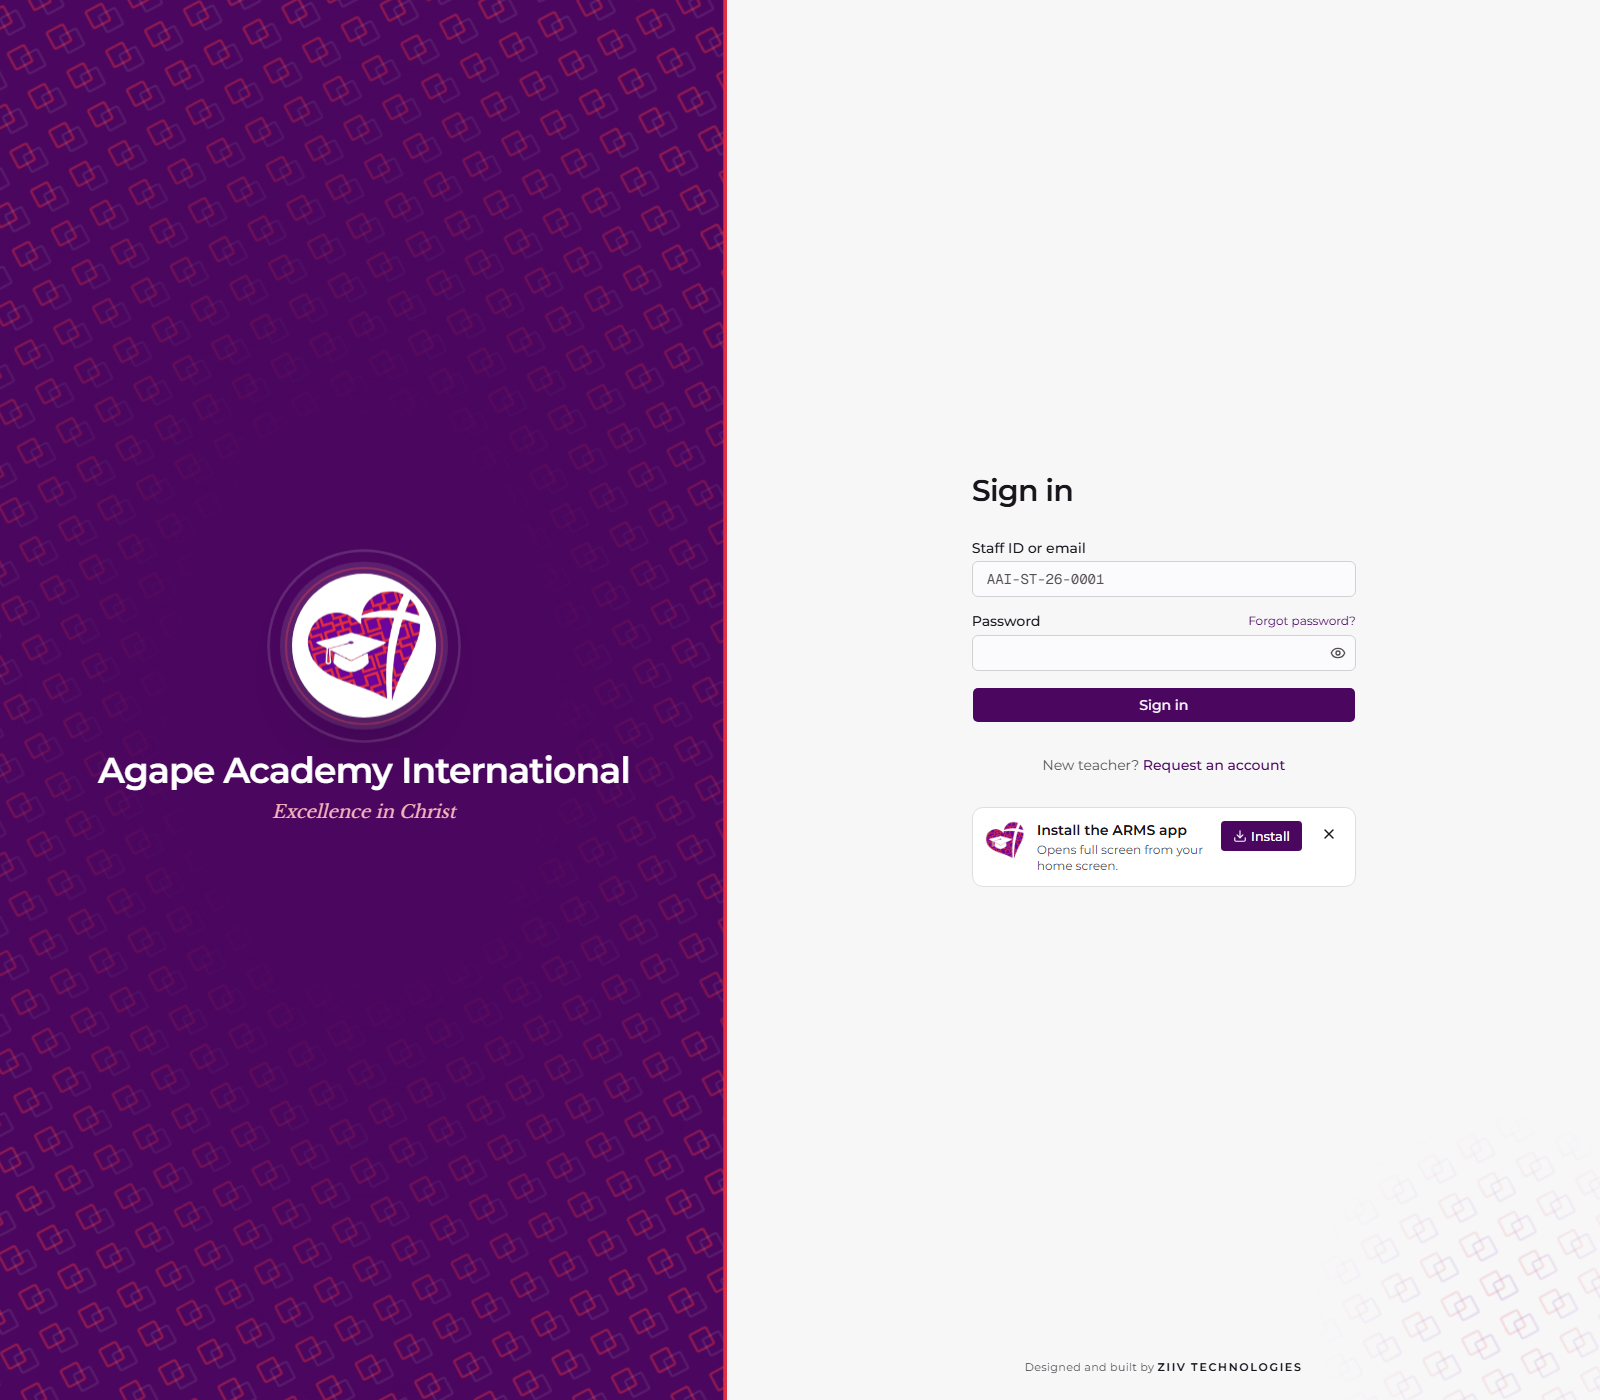 Agape Academy International
Excellence in Christ
Sign in
Staff ID or email
AAI-ST-26-0001
Password
Forgot password?
Sign in
New teacher? Request an account
Install the ARMS app
Opens full screen from your
home screen.
Install
Designed and built by ZIIV TECHNOLOGIES